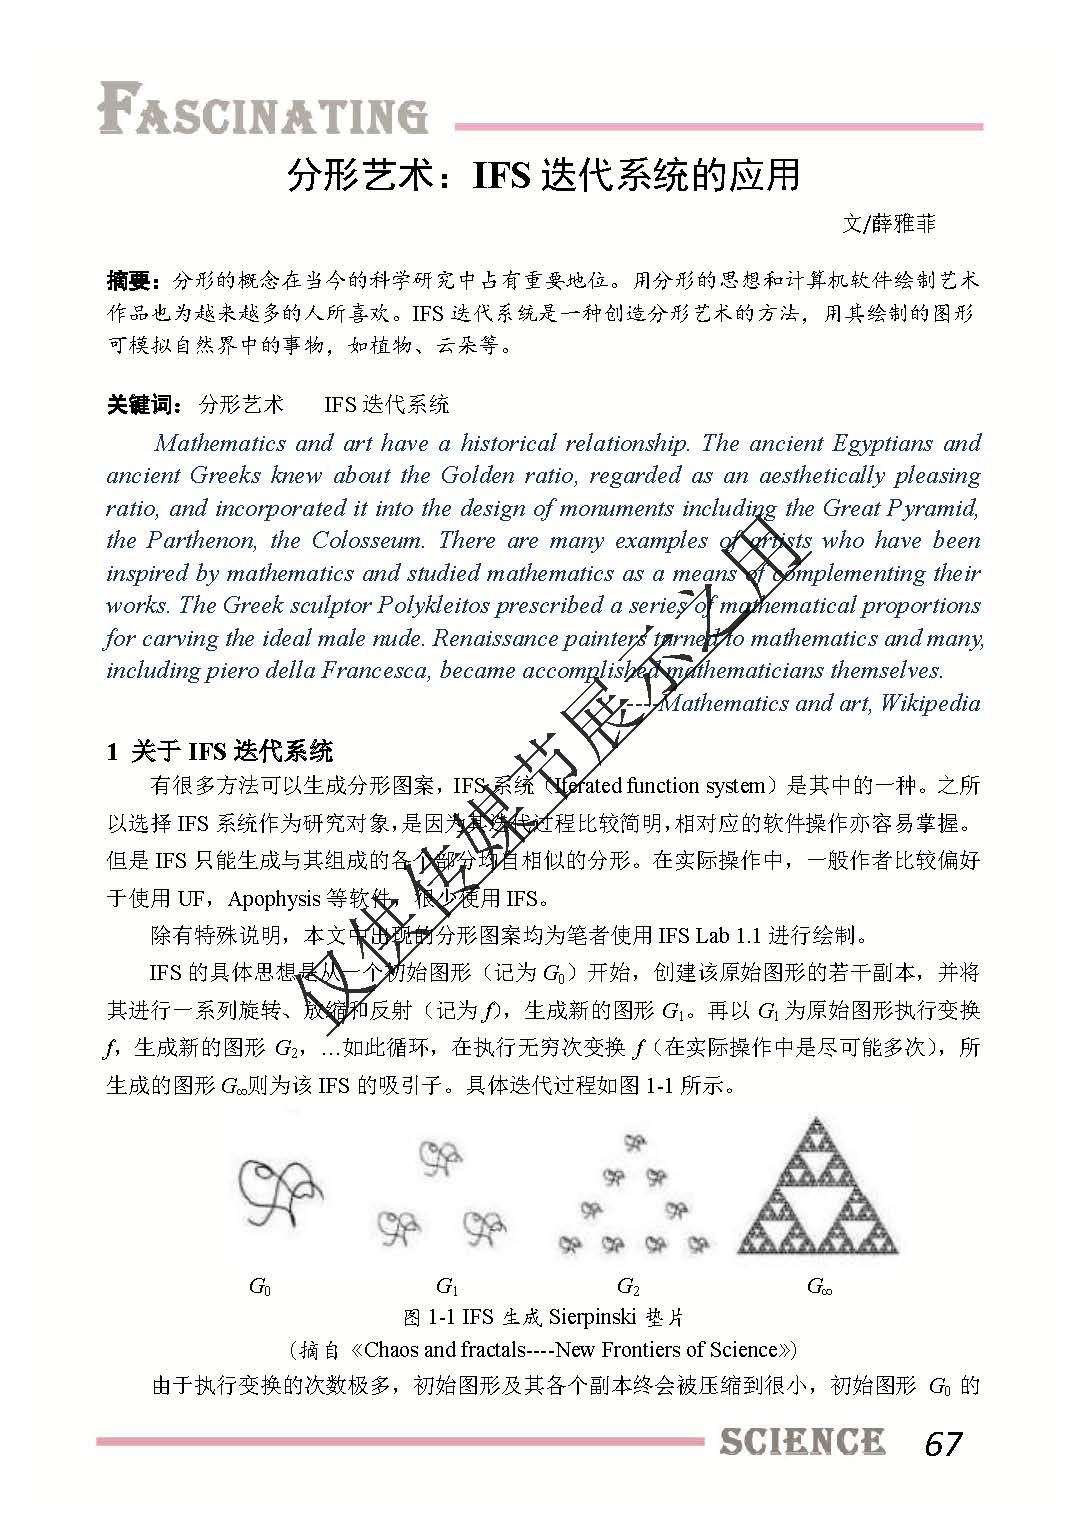 FASCINATING
分形艺术：IFS 迭代系统的应用
文/薛雅菲
摘要：分形的概念在当今的科学研究中占有重要地位。用分形的思想和计算机软件绘制艺术
作品也为越来越多的人所喜欢。IFS 迭代系统是一种创造分形艺术的方法，用其绘制的图形
可模拟自然界中的事物，如植物、云朵等。
关键词：分形艺术 IFS 迭代系统
Mathematics and art have a historical relationship. The ancient Egyptians and
ancient Greeks knew about the Golden ratio, regarded as an aesthetically pleasing
ratio, and incorporated it into the design of monuments including the Great Pyramid,
the Parthenon, the Colosseum. There are many examples of artists who have been
inspired by mathematics and studied mathematics as a means of complementing their
works. The Greek sculptor Polykleitos prescribed a series of mathematical proportions
for carving the ideal male nude. Renaissance painters turned to mathematics and many,
including piero della Francesca, became accomplished mathematicians themselves.
----Mathematics and art, Wikipedia
1 关于 IFS 迭代系统
有很多方法可以生成分形图案，IFS 系统（Iterated function system）是其中的一种。之所
以选择 IFS 系统作为研究对象，是因为其迭代过程比较简明，相对应的软件操作亦容易掌握。
但是 IFS 只能生成与其组成的各个部分均自相似的分形。在实际操作中，一般作者比较偏好
于使用 UF，Apophysis 等软件，很少使用 IFS。
除有特殊说明，本文中出现的分形图案均为笔者使用 IFS Lab 1.1 进行绘制。
IFS 的具体思想是从一个初始图形（记为 G₀）开始，创建该原始图形的若干副本，并将
其进行一系列旋转、放缩和反射（记为 f），生成新的图形 G₁。再以 G₁ 为原始图形执行变换
f，生成新的图形 G₂，…如此循环，在执行无穷次变换 f（在实际操作中是尽可能多次），所
生成的图形 G∞则为该 IFS 的吸引子。具体迭代过程如图 1-1 所示。
G₀ G₁ G₂ G∞
图 1-1 IFS 生成 Sierpinski 垫片
（摘自《Chaos and fractals----New Frontiers of Science》）
由于执行变换的次数极多，初始图形及其各个副本终会被压缩到很小，初始图形 G₀ 的
SCIENCE 67
仅供传媒节展示义用